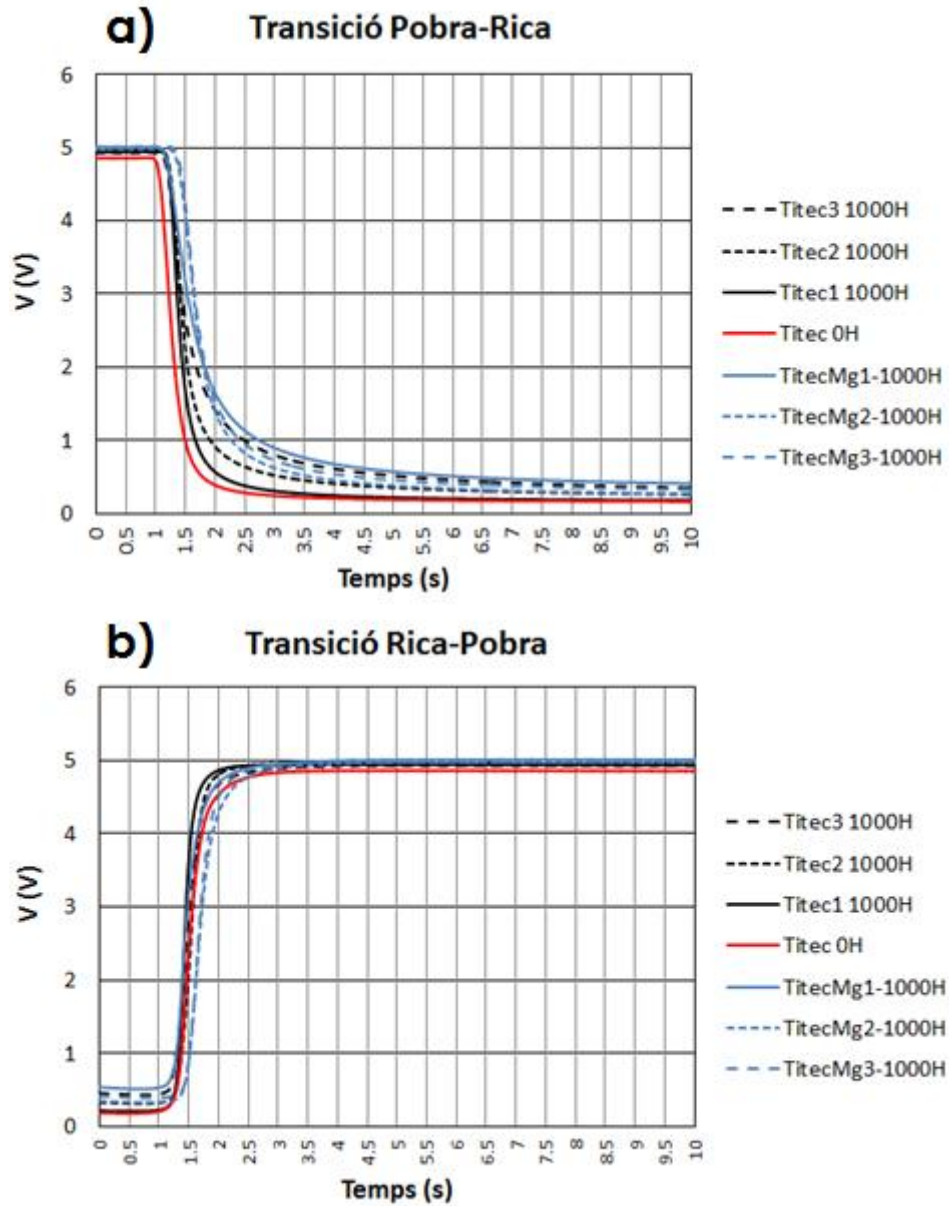 a) Transició Pobra-Rica
6
5
4
3
2
1
0
V (V)
0 0.5 1 1.5 2 2.5 3 3.5 4 4.5 5 5.5 6 6.5 7 7.5 8 8.5 9 9.5 10
Temps (s)
Titec3 1000H
Titec2 1000H
Titec1 1000H
Titec 0H
TitecMg1-1000H
TitecMg2-1000H
TitecMg3-1000H
b) Transició Rica-Pobra
6
5
4
3
2
1
0
V (V)
0 0.5 1 1.5 2 2.5 3 3.5 4 4.5 5 5.5 6 6.5 7 7.5 8 8.5 9 9.5 10
Temps (s)
Titec3 1000H
Titec2 1000H
Titec1 1000H
Titec 0H
TitecMg1-1000H
TitecMg2-1000H
TitecMg3-1000H